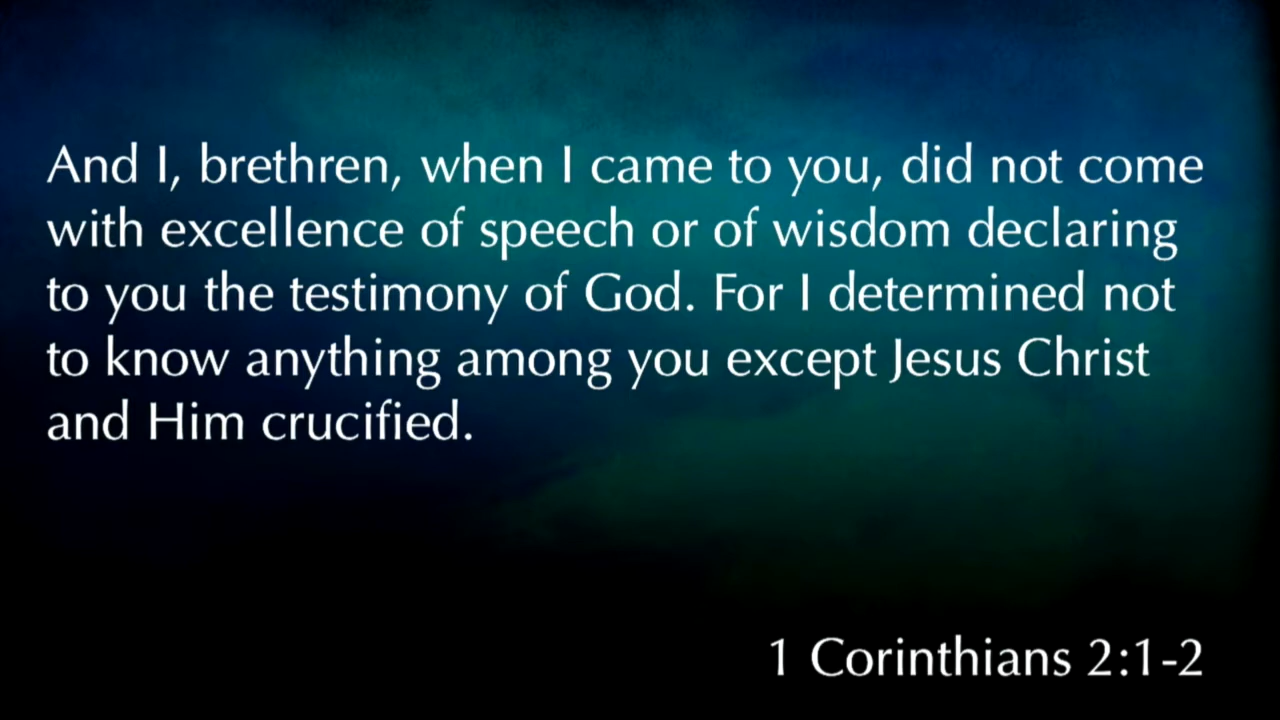 And I, brethren, when I came to you, did not come
with excellence of speech or of wisdom declaring
to you the testimony of God. For I determined not
to know anything among you except Jesus Christ
and Him crucified.
1 Corinthians 2:1-2